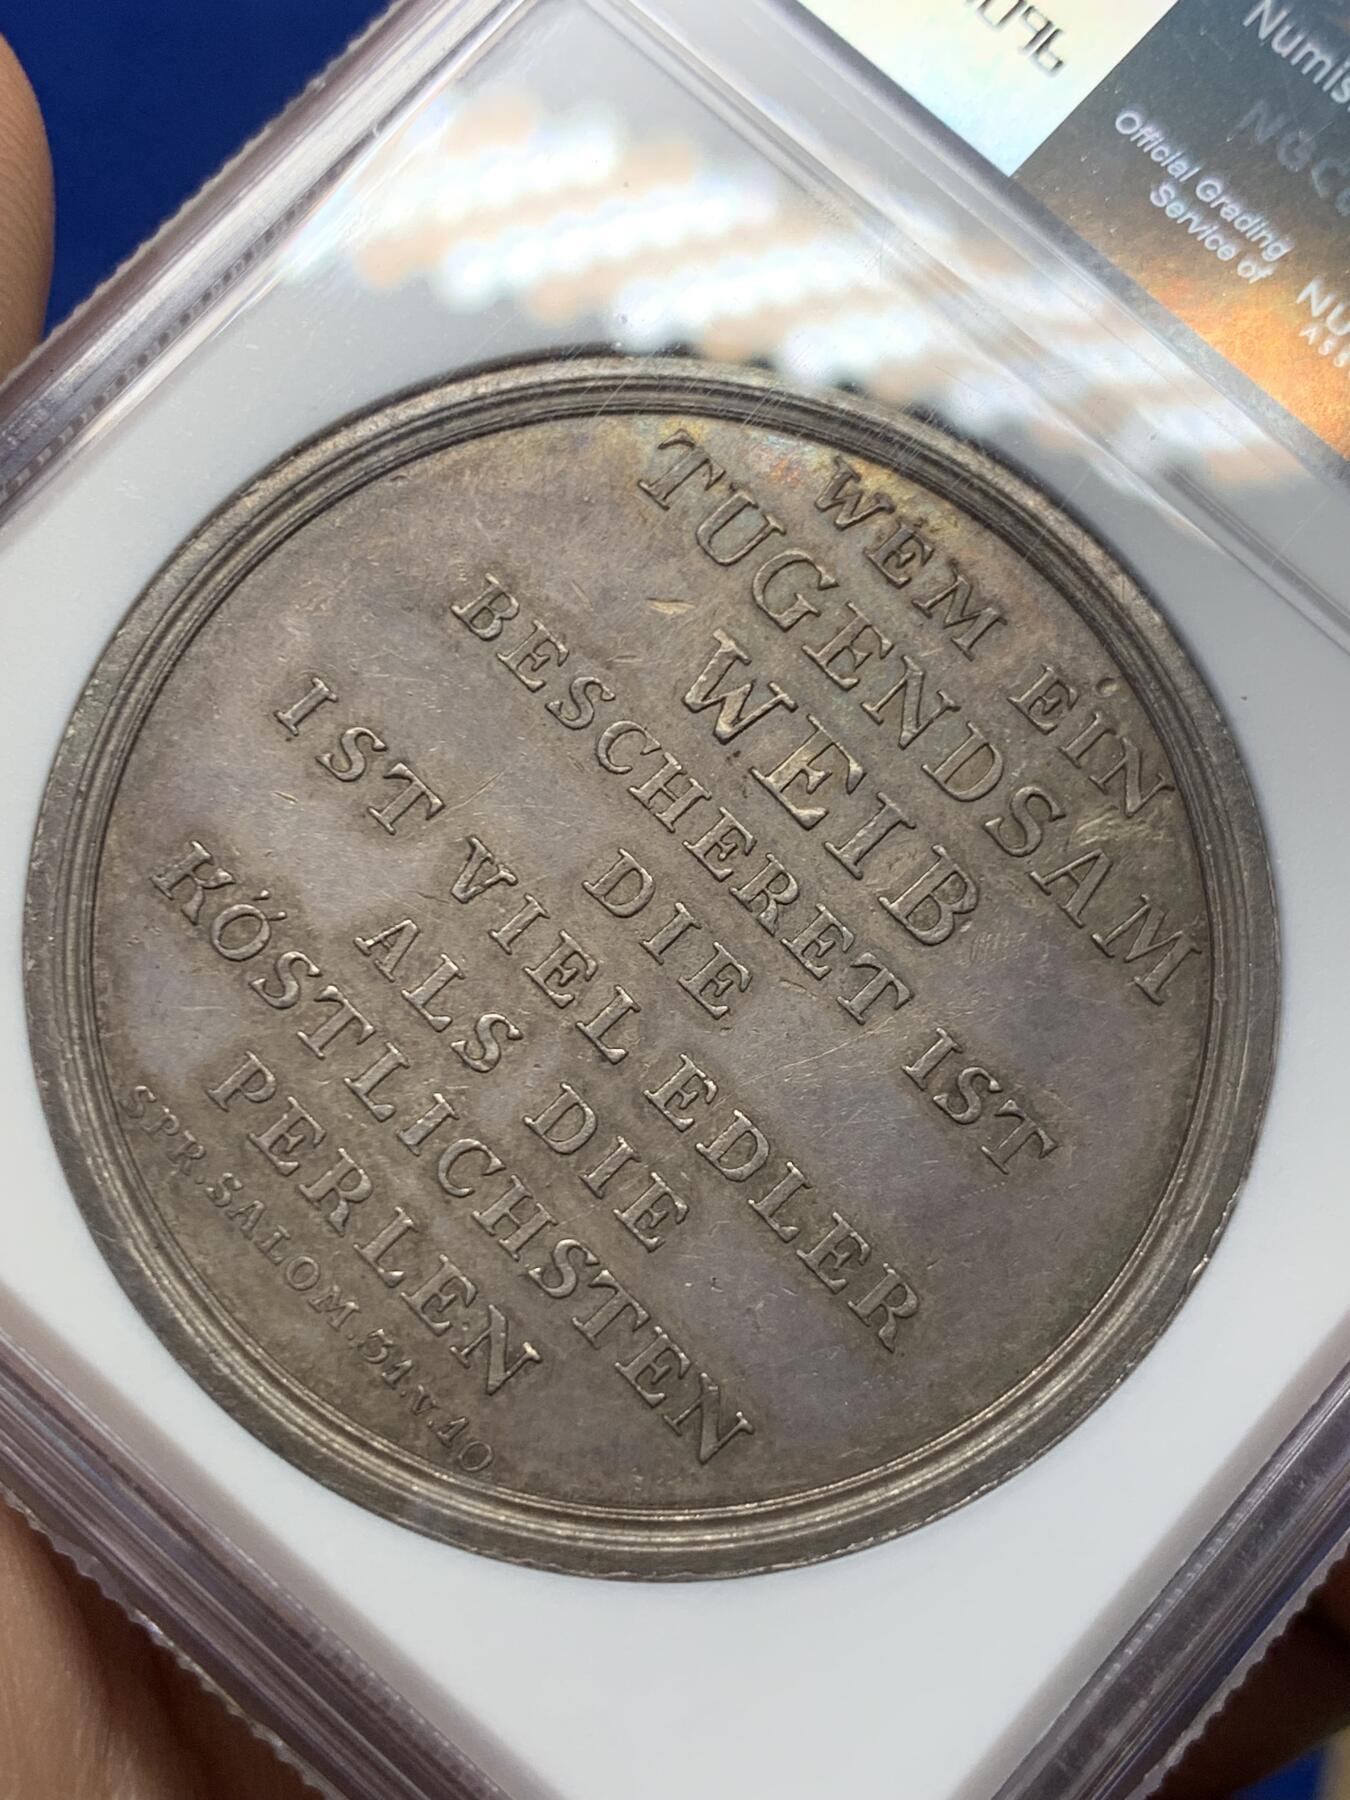 WEM EIN
TUGENDSAM
WEIB
BESCHERET IST
DIE
IST VIEL EDLER
ALS DIE
KÖSTLICHSTEN
PERLEN
SPR. SALOM. 31. V. 10
Official Grading
Service of